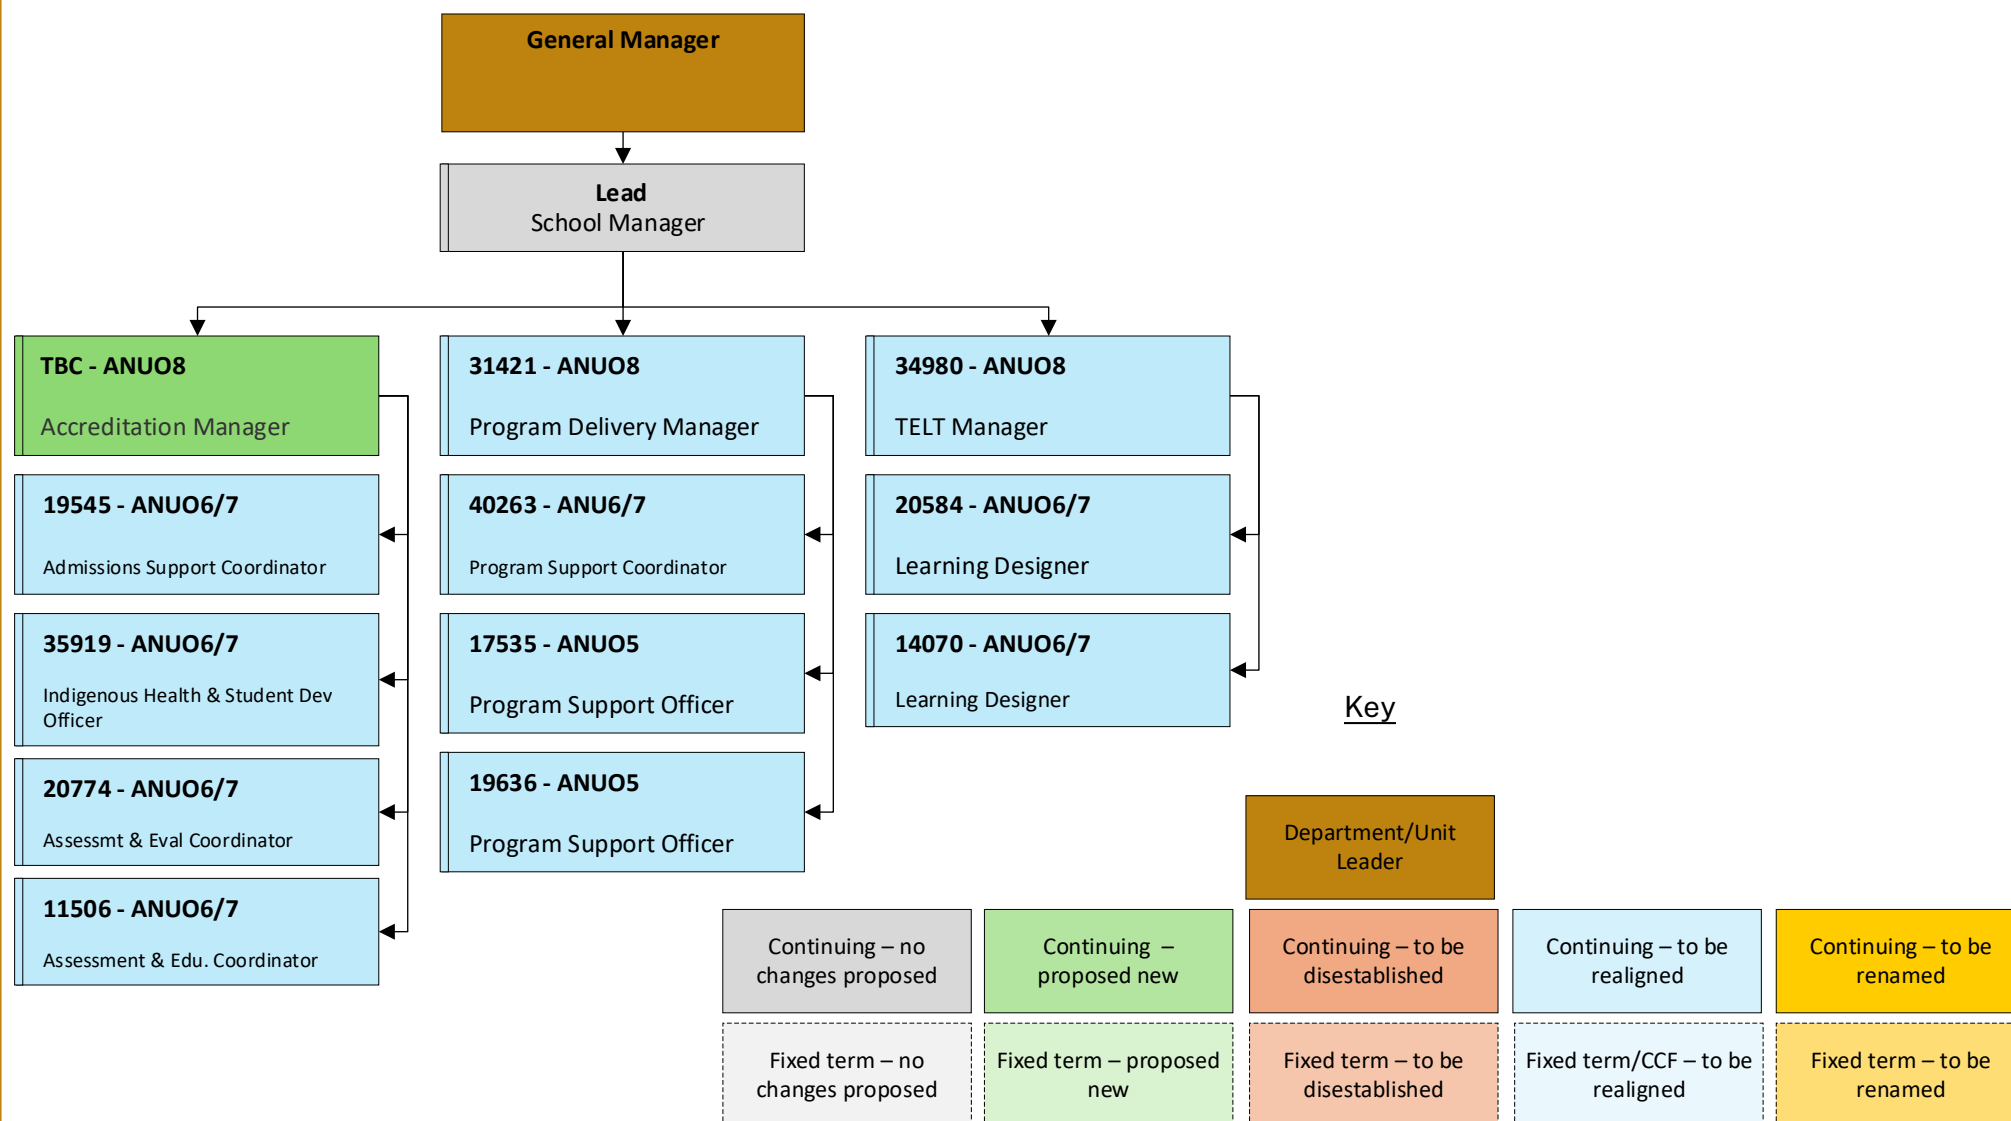 General Manager
Lead
School Manager
TBC - ANUO8
Accreditation Manager
19545 - ANUO6/7
Admissions Support Coordinator
35919 - ANUO6/7
Indigenous Health & Student Dev
Officer
20774 - ANUO6/7
Assessmt & Eval Coordinator
11506 - ANUO6/7
Assessment & Edu. Coordinator
31421 - ANUO8
Program Delivery Manager
40263 - ANU6/7
Program Support Coordinator
17535 - ANUO5
Program Support Officer
19636 - ANUO5
Program Support Officer
34980 - ANUO8
TELT Manager
20584 - ANUO6/7
Learning Designer
14070 - ANUO6/7
Learning Designer
Key
Department/Unit
Leader
Continuing – no
changes proposed
Continuing –
proposed new
Continuing – to be
disestablished
Continuing – to be
realigned
Continuing – to be
renamed
Fixed term – no
changes proposed
Fixed term – proposed
new
Fixed term – to be
disestablished
Fixed term/CCF – to be
realigned
Fixed term – to be
renamed